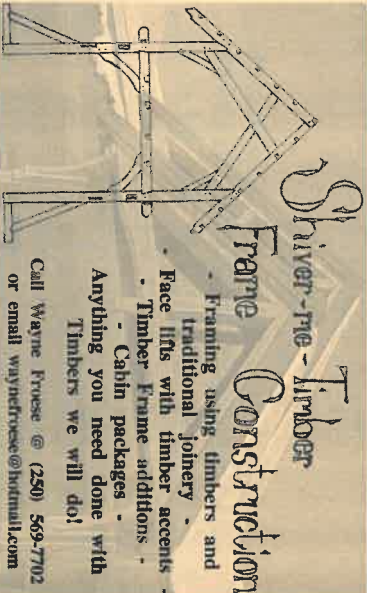 Shiver-me-Timber
Frame Construction
- Framing using timbers and
traditional joinery -
- Face lifts with timber accents -
- Timber Frame additions -
- Cabin packages -
Anything you need done with
Timbers we will do!
Call Wayne Froese @ (250) 569-7702
or email waynefroese@hotmail.com